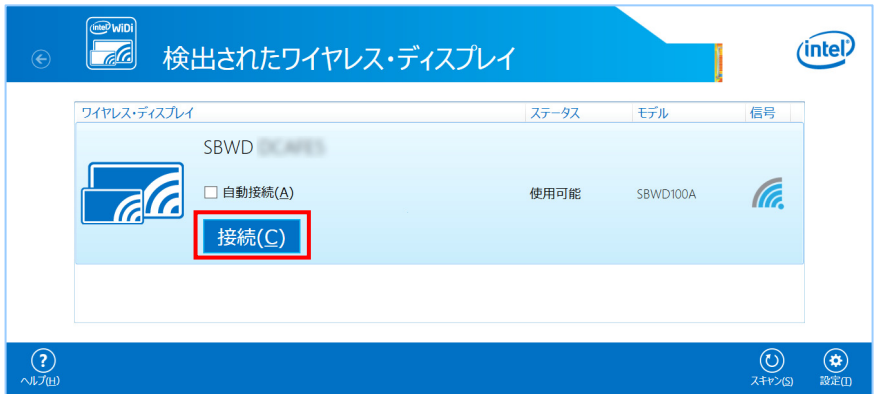 intel WiDi
検出されたワイヤレス・ディスプレイ
intel
ワイヤレス・ディスプレイ ステータス モデル 信号
SBWD
自動接続(A) 使用可能 SBWD100A
接続(C)
ヘルプ(H) スキャン(S) 設定(T)